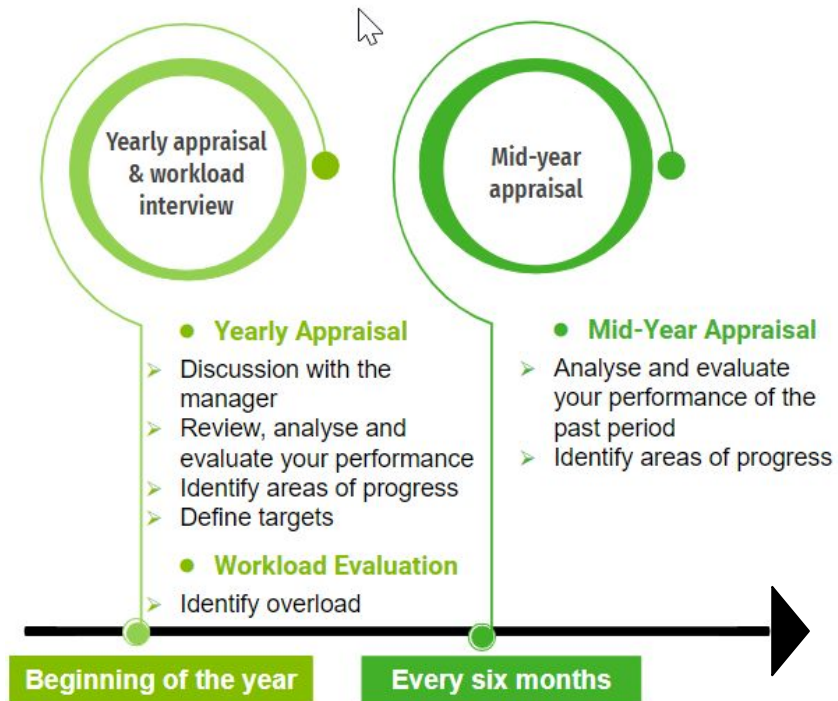 Yearly appraisal
& workload
interview
Mid-year
appraisal
● Yearly Appraisal
➢ Discussion with the
manager
➢ Review, analyse and
evaluate your performance
➢ Identify areas of progress
➢ Define targets
● Workload Evaluation
➢ Identify overload
● Mid-Year Appraisal
➢ Analyse and evaluate
your performance of the
past period
➢ Identify areas of progress
Beginning of the year
Every six months